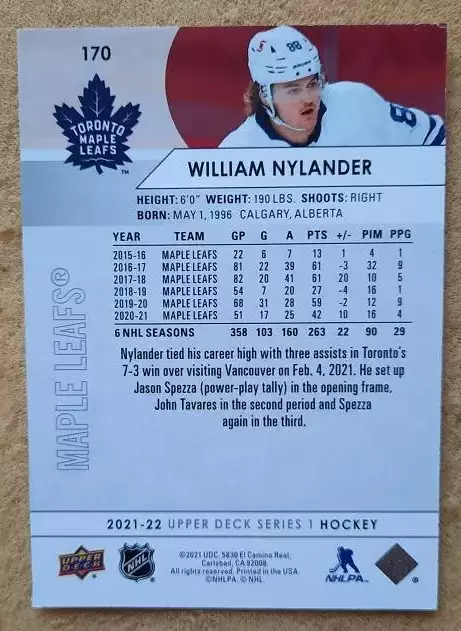 170
88
88
TORONTO
MAPLE
LEAFS
™
WILLIAM NYLANDER
HEIGHT: 6'0" WEIGHT: 190 LBS. SHOOTS: RIGHT
BORN: MAY 1, 1996 CALGARY, ALBERTA
YEAR TEAM GP G A PTS +/- PIM PPG
2015-16 MAPLE LEAFS 22 6 7 13 1 4 1
2016-17 MAPLE LEAFS 81 22 39 61 -3 32 9
2017-18 MAPLE LEAFS 82 20 41 61 20 10 5
2018-19 MAPLE LEAFS 54 7 20 27 -4 16 1
2019-20 MAPLE LEAFS 68 31 28 59 -2 12 9
2020-21 MAPLE LEAFS 51 17 25 42 10 16 4
6 NHL SEASONS 358 103 160 263 22 90 29
MAPLE LEAFS®
Nylander tied his career high with three assists in Toronto's
7-3 win over visiting Vancouver on Feb. 4, 2021. He set up
Jason Spezza (power-play tally) in the opening frame,
John Tavares in the second period and Spezza
again in the third.
2021-22 UPPER DECK SERIES 1 HOCKEY
UPPER
DECK
NHL
©2021 UDC. 5830 El Camino Real,
Carlsbad, CA 92008.
All rights reserved. Printed in the USA.
©NHLPA. © NHL.
NHLPA
®